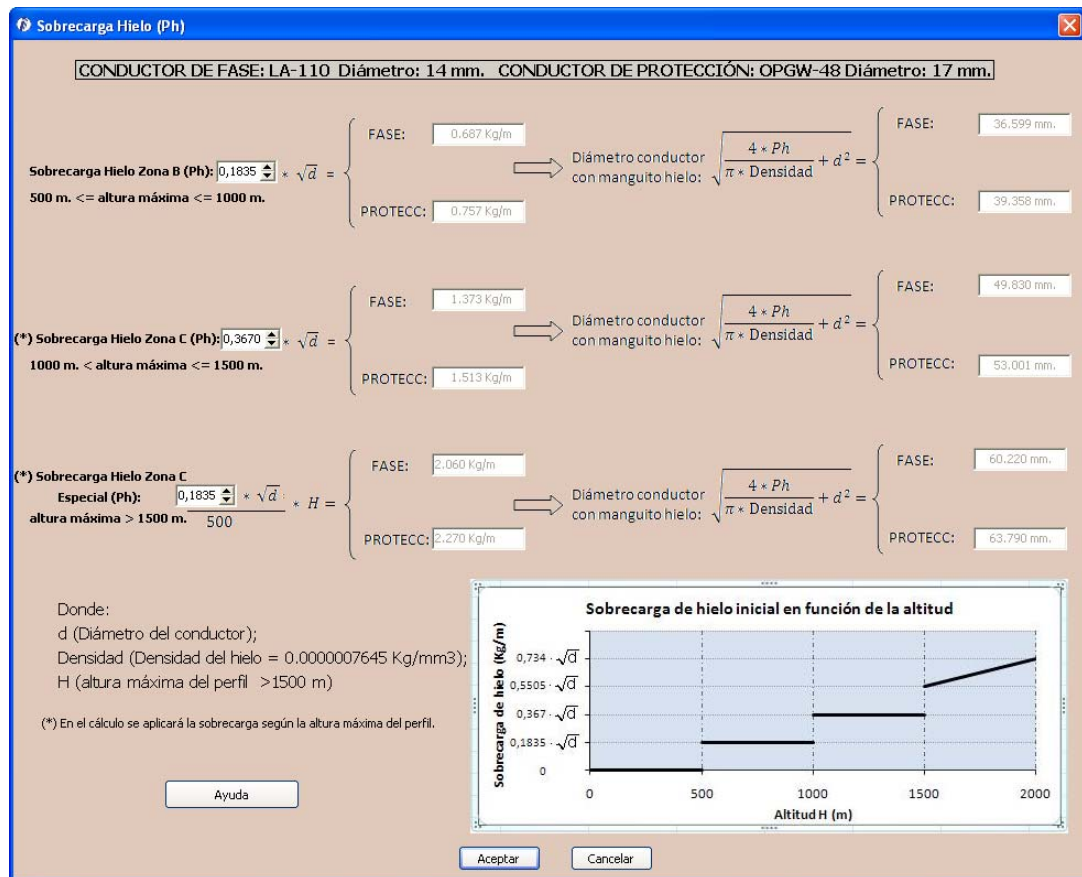 Sobrecarga Hielo (Ph)
CONDUCTOR DE FASE: LA-110 Diámetro: 14 mm. CONDUCTOR DE PROTECCIÓN: OPGW-48 Diámetro: 17 mm.
Sobrecarga Hielo Zona B (Ph): 0,1835 * √d =
500 m. <= altura máxima <= 1000 m.
FASE: 0.687 Kg/m
PROTECC: 0.757 Kg/m
Diámetro conductor
con manguito hielo: √(4 * Ph / π * Densidad + d²) =
FASE: 36.599 mm.
PROTECC: 39.358 mm.
(*) Sobrecarga Hielo Zona C (Ph): 0,3670 * √d =
1000 m. < altura máxima <= 1500 m.
FASE: 1.373 Kg/m
PROTECC: 1.513 Kg/m
Diámetro conductor
con manguito hielo: √(4 * Ph / π * Densidad + d²) =
FASE: 49.830 mm.
PROTECC: 53.001 mm.
(*) Sobrecarga Hielo Zona C
Especial (Ph): 0,1835 * √d
altura máxima > 1500 m. 500 * H =
FASE: 2.060 Kg/m
PROTECC: 2.270 Kg/m
Diámetro conductor
con manguito hielo: √(4 * Ph / π * Densidad + d²) =
FASE: 60.220 mm.
PROTECC: 63.790 mm.
Donde:
d (Diámetro del conductor);
Densidad (Densidad del hielo = 0.0000007645 Kg/mm3);
H (altura máxima del perfil >1500 m)
(*) En el cálculo se aplicará la sobrecarga según la altura máxima del perfil.
Ayuda
Sobrecarga de hielo inicial en función de la altitud
Sobrecarga de hielo (Kg/m)
0,734 · √d
0,5505 · √d
0,367 · √d
0,1835 · √d
0
0 500 1000 1500 2000
Altitud H (m)
Aceptar Cancelar